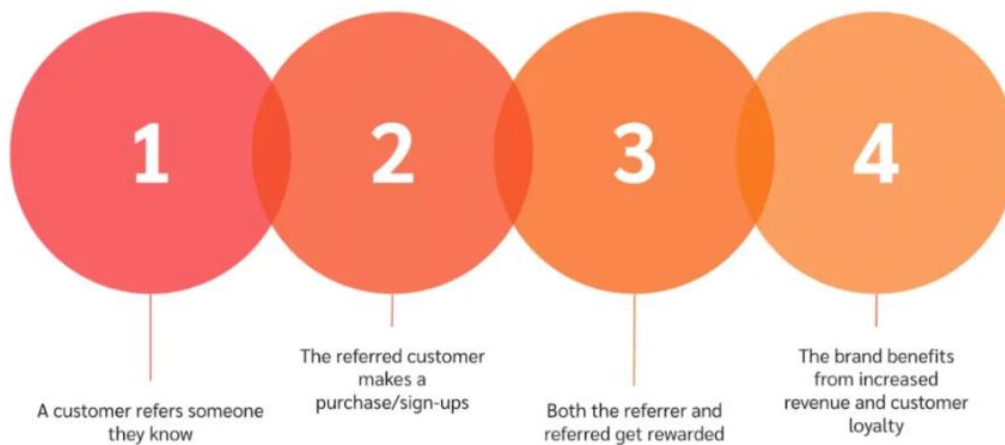 1
2
3
4
A customer refers someone
they know
The referred customer
makes a
purchase/sign-ups
Both the referrer and
referred get rewarded
The brand benefits
from increased
revenue and customer
loyalty